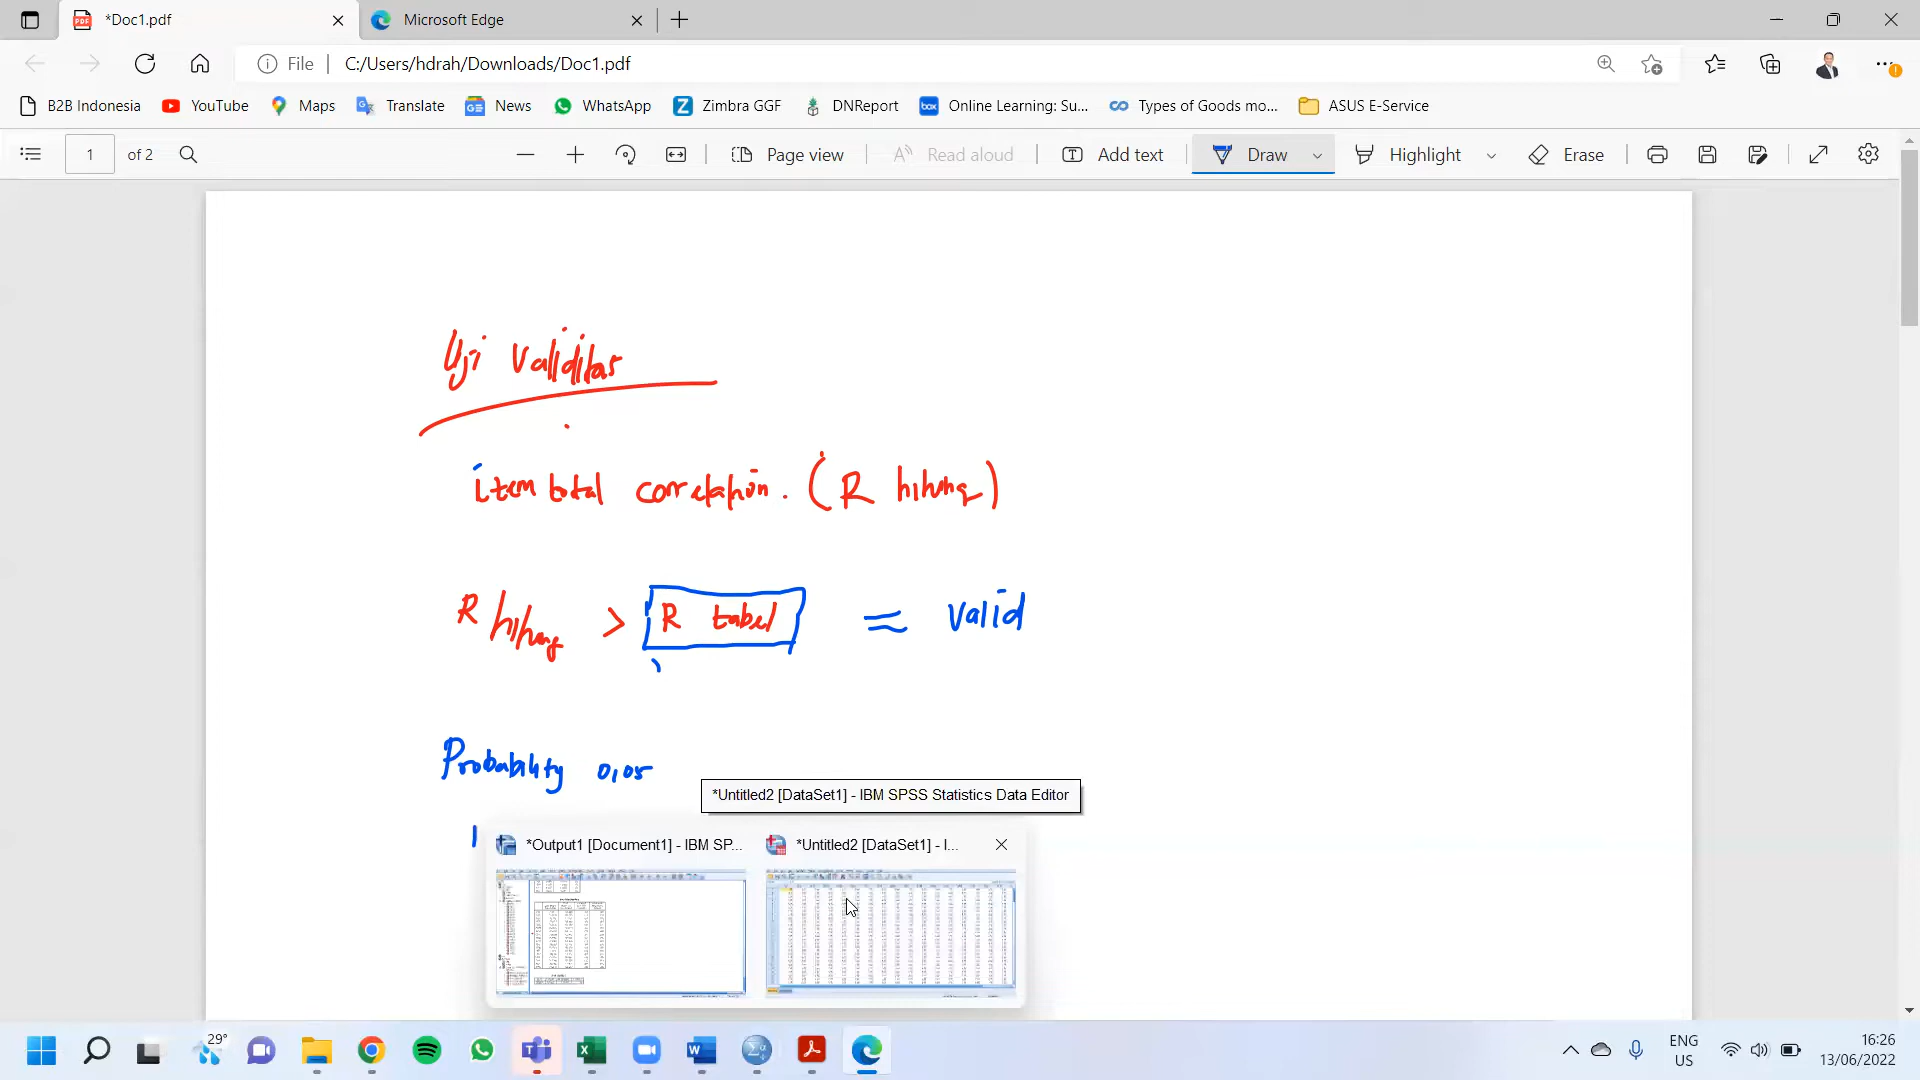 *Doc1.pdf
Microsoft Edge
File
C:/Users/hdrah/Downloads/Doc1.pdf
B2B Indonesia
YouTube
Maps
Translate
News
WhatsApp
Zimbra GGF
DNReport
Online Learning: Su...
Types of Goods mo...
ASUS E-Service
1
of 2
Page view
Read aloud
Add text
Draw
Highlight
Erase
Uji Validitas
item total correlation. (R hitung)
R hitung > R tabel = valid
Probability 0,05
*Untitled2 [DataSet1] - IBM SPSS Statistics Data Editor
*Output1 [Document1] - IBM SP...
*Untitled2 [DataSet1] - I...
29°
ENG
US
16:26
13/06/2022